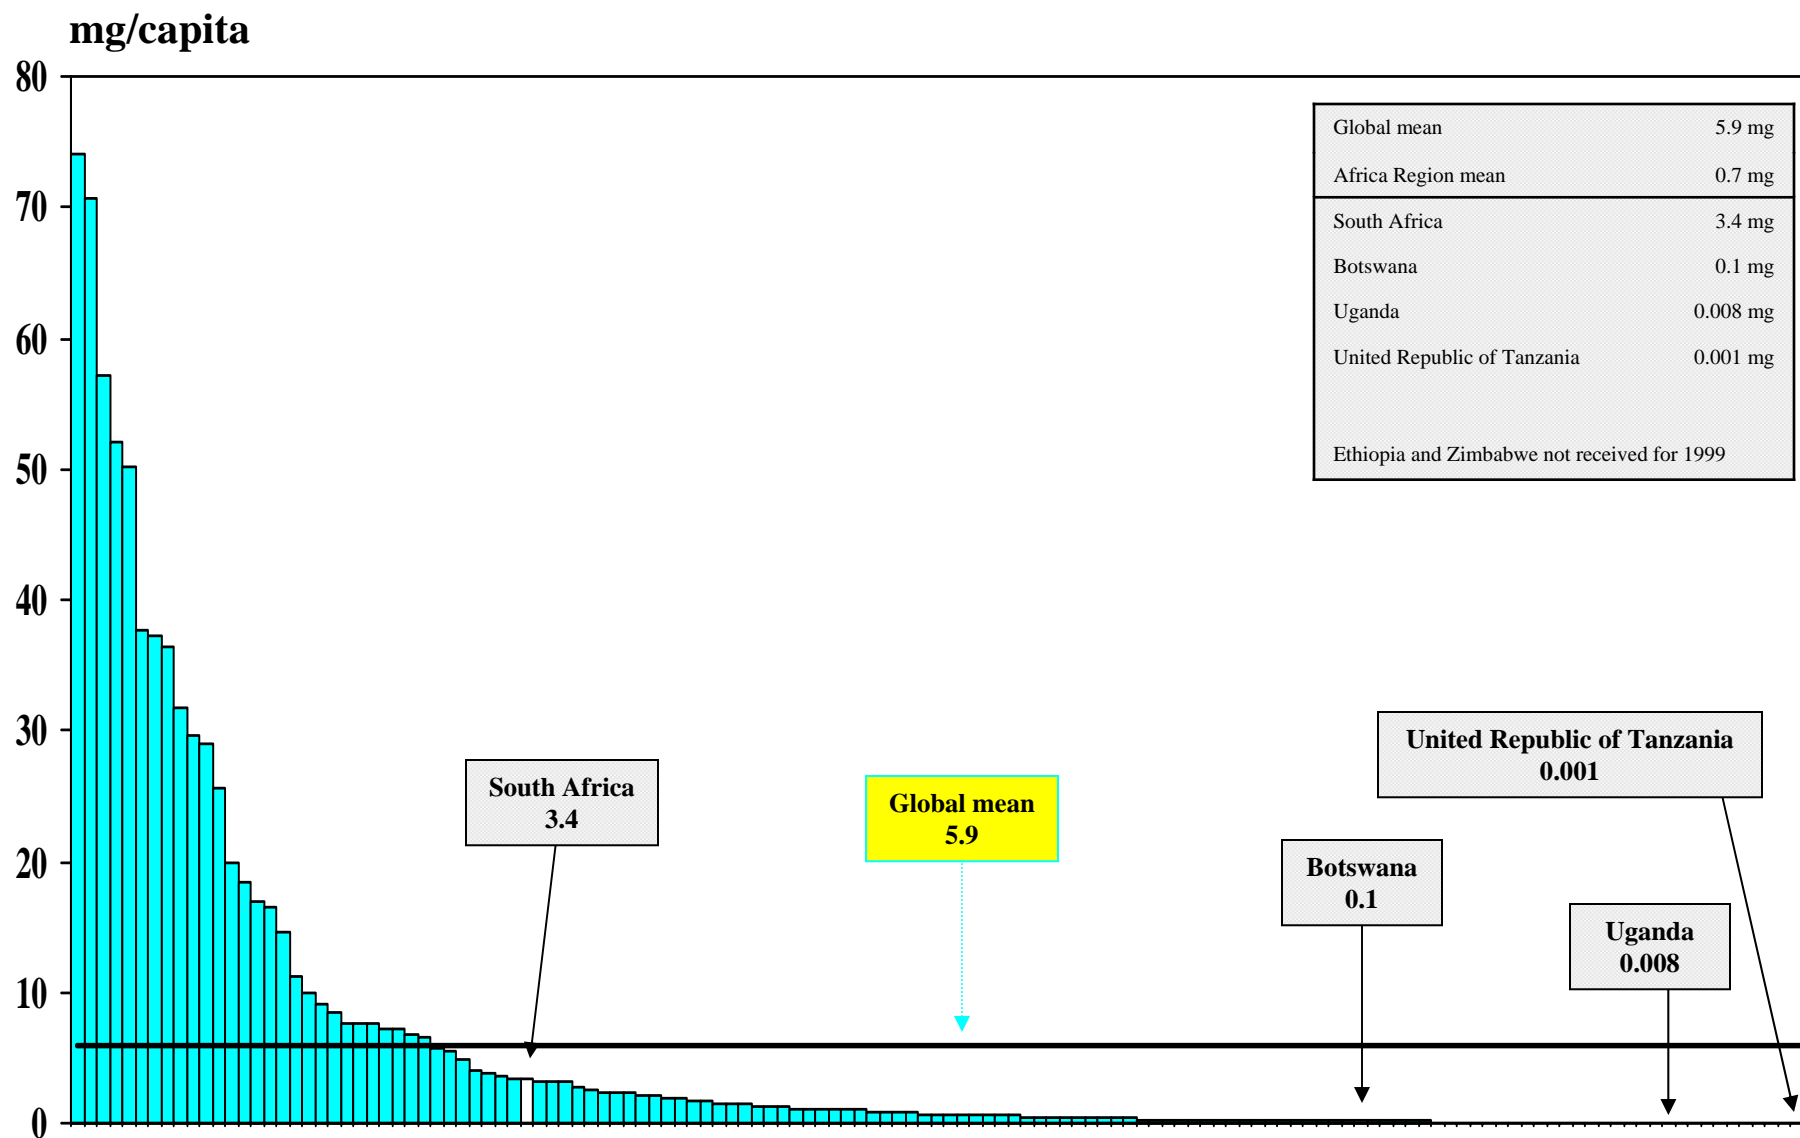 mg/capita
80
70
60
50
40
30
20
10
0
Global mean 5.9 mg
Africa Region mean 0.7 mg
South Africa 3.4 mg
Botswana 0.1 mg
Uganda 0.008 mg
United Republic of Tanzania 0.001 mg
Ethiopia and Zimbabwe not received for 1999
South Africa
3.4
Global mean
5.9
United Republic of Tanzania
0.001
Botswana
0.1
Uganda
0.008